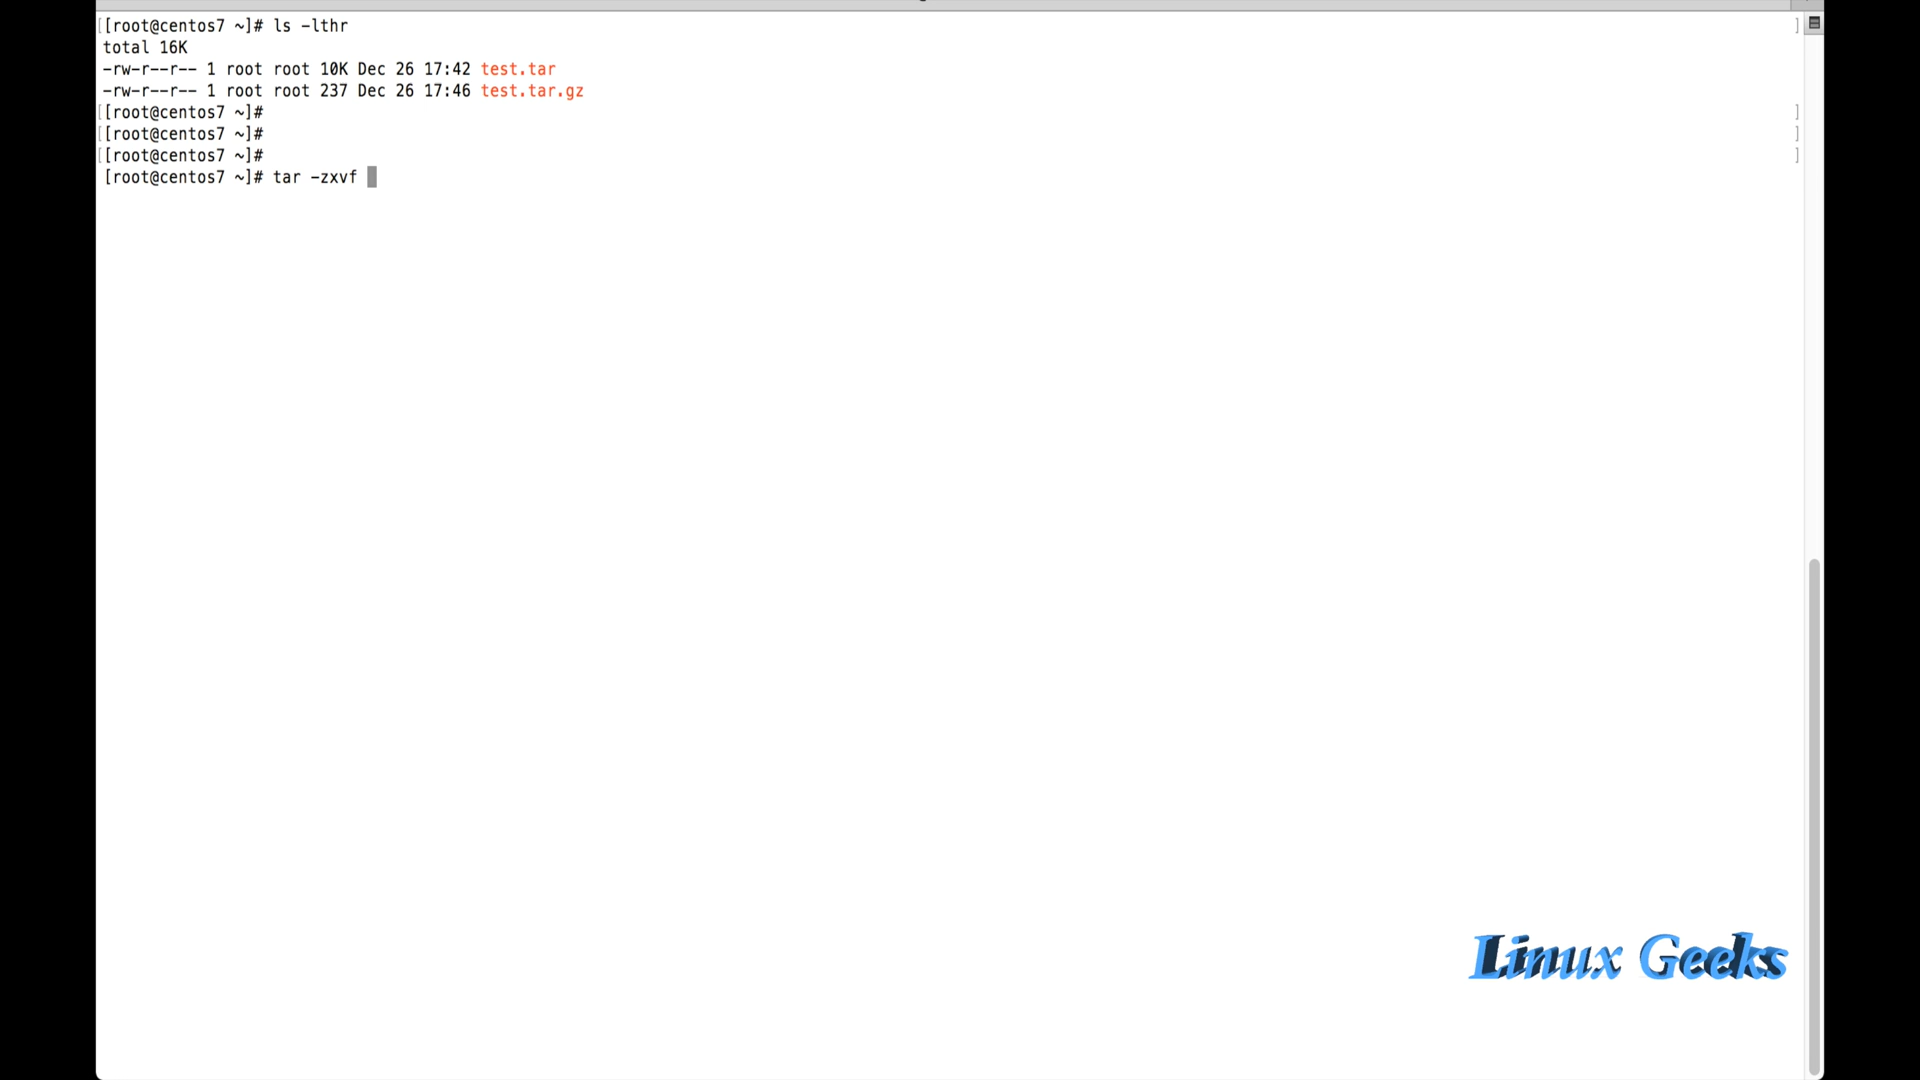 [[root@centos7 ~]# ls -lthr ]
total 16K
-rw-r--r-- 1 root root 10K Dec 26 17:42 test.tar
-rw-r--r-- 1 root root 237 Dec 26 17:46 test.tar.gz
[[root@centos7 ~]# ]
[[root@centos7 ~]# ]
[[root@centos7 ~]# ]
[root@centos7 ~]# tar -zxvf
Linux Geeks